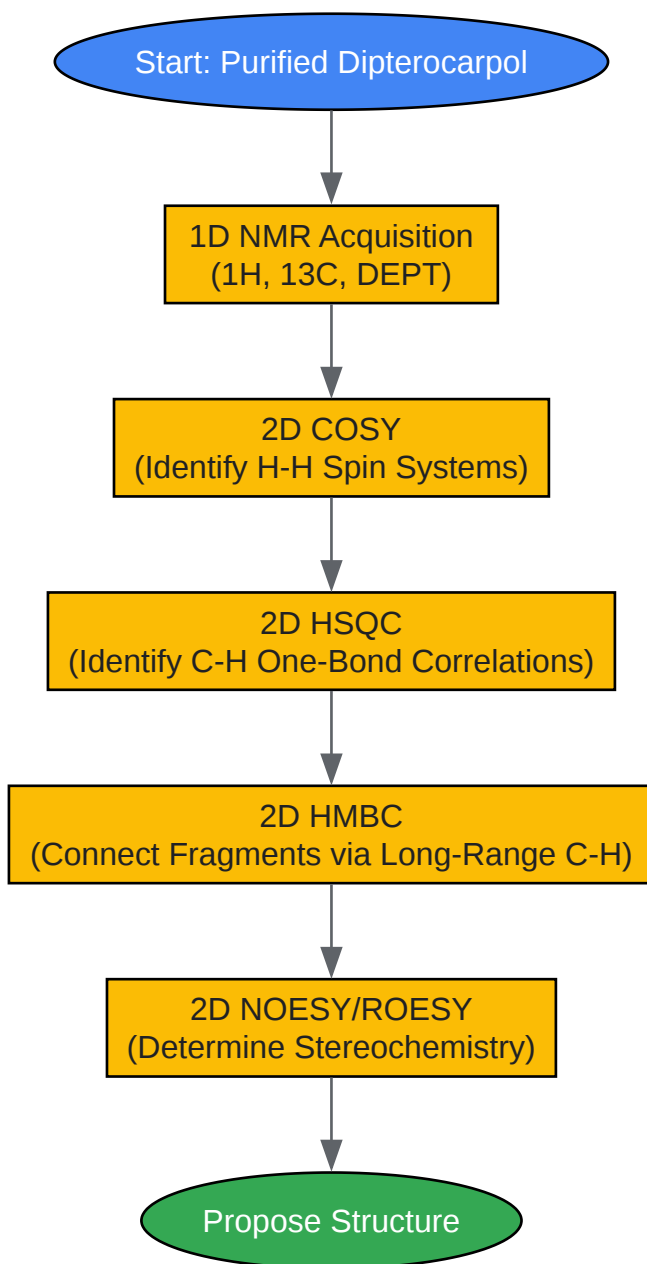 Start: Purified Dipterocarpol
1D NMR Acquisition
(1H, 13C, DEPT)
2D COSY
(Identify H-H Spin Systems)
2D HSQC
(Identify C-H One-Bond Correlations)
2D HMBC
(Connect Fragments via Long-Range C-H)
2D NOESY/ROESY
(Determine Stereochemistry)
Propose Structure